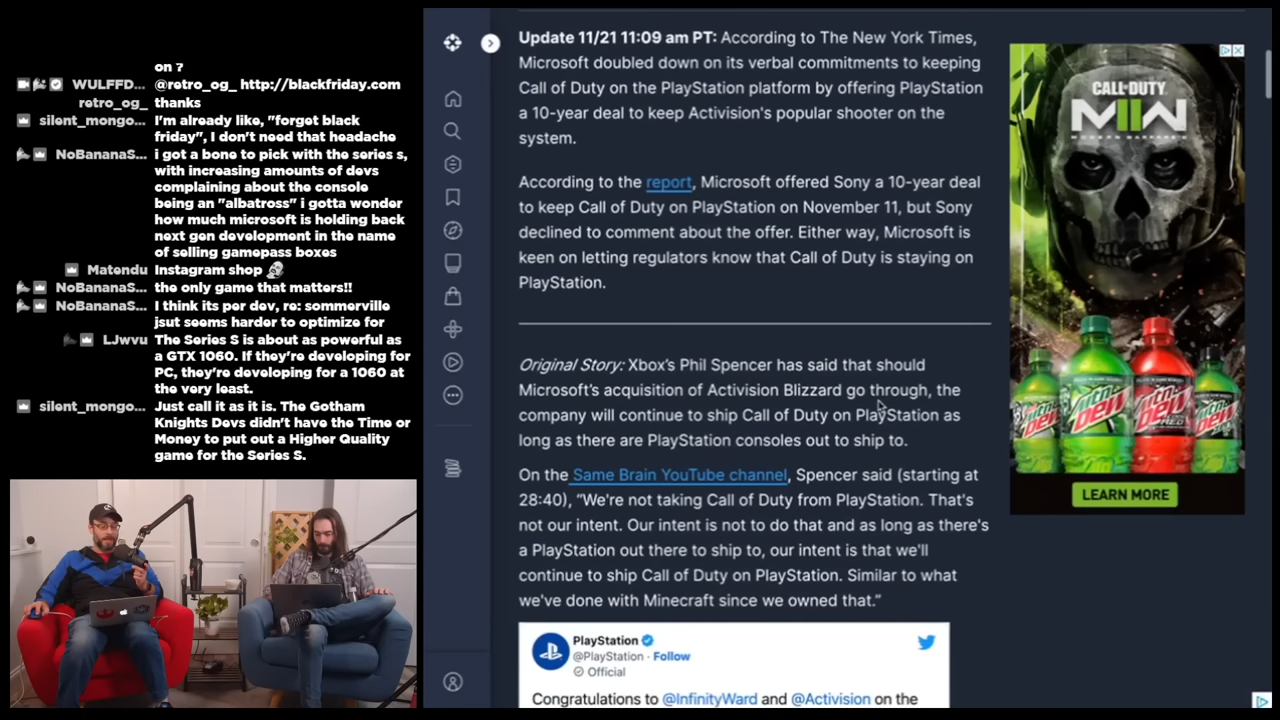 on ?
WULFFD... @retro_og_ http://blackfriday.com
retro_og_ thanks
silent_mongo... I'm already like, "forget black
friday", I don't need that headache
NoBananaS... i got a bone to pick with the series s,
with increasing amounts of devs
complaining about the console
being an "albatross" i gotta wonder
how much microsoft is holding back
next gen development in the name
of selling gamepass boxes
Matendu Instagram shop
NoBananaS... the only game that matters!!
NoBananaS... I think its per dev, re: sommerville
jsut seems harder to optimize for
LJwvu The Series S is about as powerful as
a GTX 1060. If they're developing for
PC, they're developing for a 1060 at
the very least.
silent_mongo... Just call it as it is. The Gotham
Knights Devs didn't have the Time or
Money to put out a Higher Quality
game for the Series S.
Update 11/21 11:09 am PT: According to The New York Times,
Microsoft doubled down on its verbal commitments to keeping
Call of Duty on the PlayStation platform by offering PlayStation
a 10-year deal to keep Activision's popular shooter on the
system.
According to the report, Microsoft offered Sony a 10-year deal
to keep Call of Duty on PlayStation on November 11, but Sony
declined to comment about the offer. Either way, Microsoft is
keen on letting regulators know that Call of Duty is staying on
PlayStation.
Original Story: Xbox's Phil Spencer has said that should
Microsoft's acquisition of Activision Blizzard go through, the
company will continue to ship Call of Duty on PlayStation as
long as there are PlayStation consoles out to ship to.
On the Same Brain YouTube channel, Spencer said (starting at
28:40), “We're not taking Call of Duty from PlayStation. That's
not our intent. Our intent is not to do that and as long as there's
a PlayStation out there to ship to, our intent is that we'll
continue to ship Call of Duty on PlayStation. Similar to what
we've done with Minecraft since we owned that.”
PlayStation
@PlayStation · Follow
Official
Congratulations to @InfinityWard and @Activision on the
CALL OF DUTY
MWII
MODERN WARFARE II
mtn dew
mtn dew
mtn dew
mtn dew
LEARN MORE